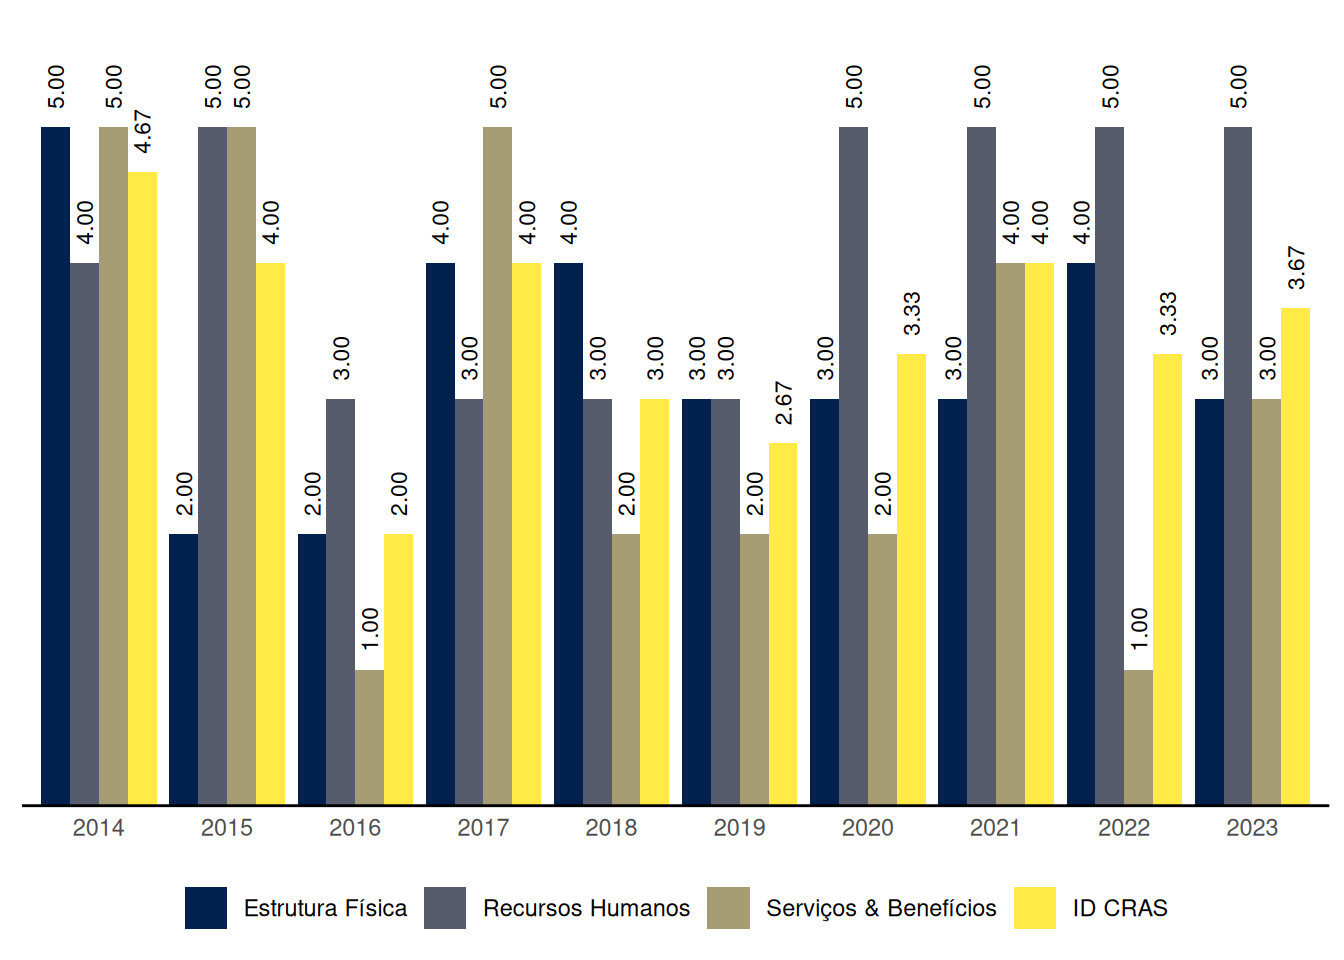 5.00 4.00 5.00 4.67 2.00 5.00 5.00 4.00 2.00 3.00 1.00 2.00 4.00 3.00 5.00 4.00 4.00 3.00 2.00 3.00 3.00 3.00 2.00 2.67 3.00 5.00 2.00 3.33 3.00 5.00 4.00 4.00 4.00 5.00 1.00 3.33 3.00 5.00 3.00 3.67
2014 2015 2016 2017 2018 2019 2020 2021 2022 2023
Estrutura Física Recursos Humanos Serviços & Benefícios ID CRAS